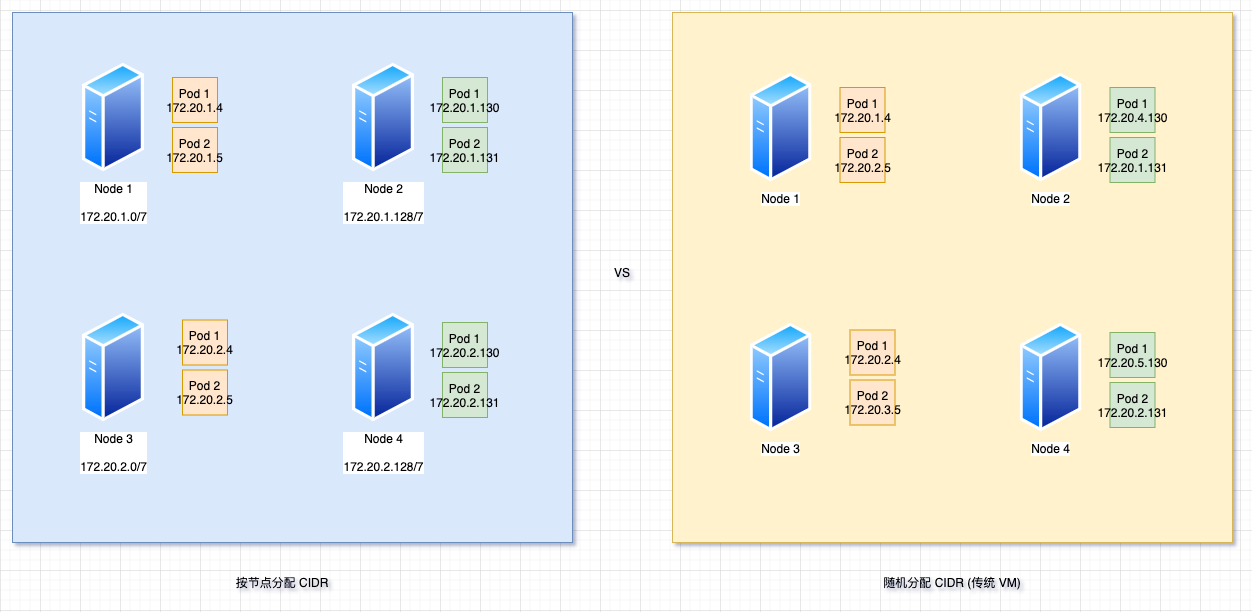 Pod 1
172.20.1.4
Pod 2
172.20.1.5
Node 1
172.20.1.0/7
Pod 1
172.20.1.130
Pod 2
172.20.1.131
Node 2
172.20.1.128/7
Pod 1
172.20.2.4
Pod 2
172.20.2.5
Node 3
172.20.2.0/7
Pod 1
172.20.2.130
Pod 2
172.20.2.131
Node 4
172.20.2.128/7
按节点分配 CIDR
VS
Pod 1
172.20.1.4
Pod 2
172.20.2.5
Node 1
Pod 1
172.20.4.130
Pod 2
172.20.1.131
Node 2
Pod 1
172.20.2.4
Pod 2
172.20.3.5
Node 3
Pod 1
172.20.5.130
Pod 2
172.20.2.131
Node 4
随机分配 CIDR (传统 VM)